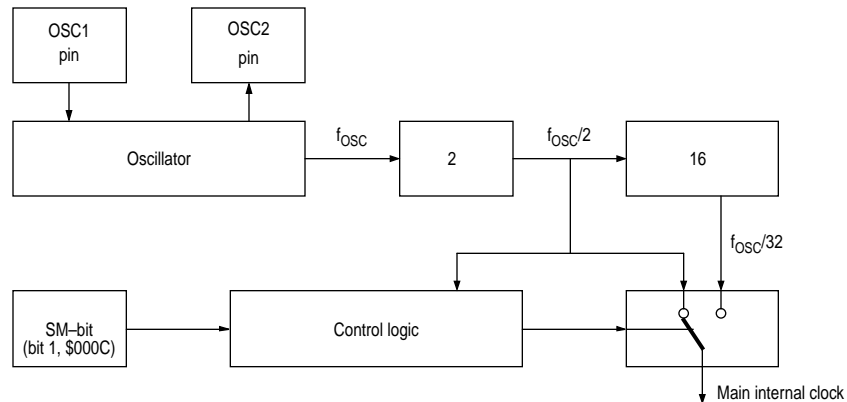 OSC1
pin
OSC2
pin
Oscillator
fOSC
2
fOSC/2
16
fOSC/32
SM–bit
(bit 1, $000C)
Control logic
Main internal clock